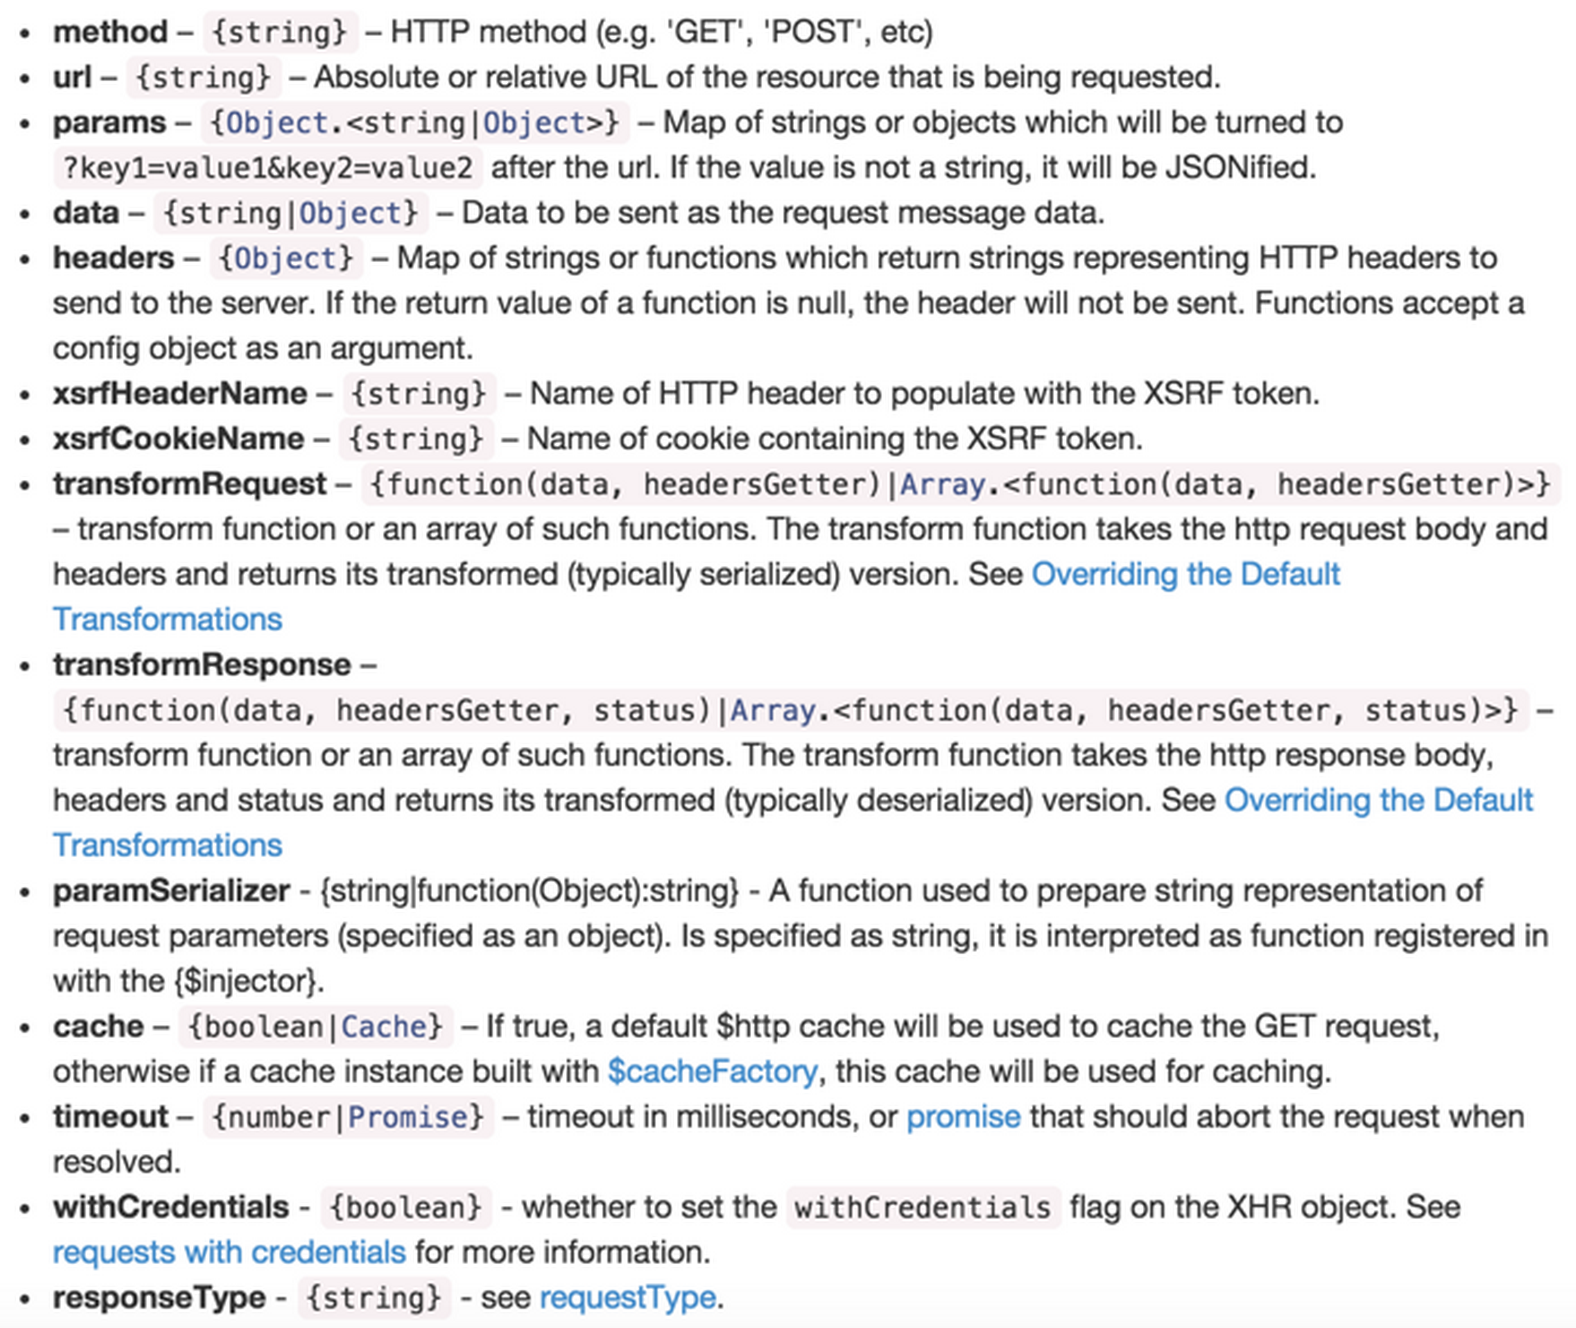 • method – {string} – HTTP method (e.g. 'GET', 'POST', etc)
• url – {string} – Absolute or relative URL of the resource that is being requested.
• params – {Object.<string|Object>} – Map of strings or objects which will be turned to
?key1=value1&key2=value2 after the url. If the value is not a string, it will be JSONified.
• data – {string|Object} – Data to be sent as the request message data.
• headers – {Object} – Map of strings or functions which return strings representing HTTP headers to
send to the server. If the return value of a function is null, the header will not be sent. Functions accept a
config object as an argument.
• xsrfHeaderName – {string} – Name of HTTP header to populate with the XSRF token.
• xsrfCookieName – {string} – Name of cookie containing the XSRF token.
• transformRequest – {function(data, headersGetter)|Array.<function(data, headersGetter)>}
– transform function or an array of such functions. The transform function takes the http request body and
headers and returns its transformed (typically serialized) version. See Overriding the Default
Transformations
• transformResponse –
{function(data, headersGetter, status)|Array.<function(data, headersGetter, status)>} –
transform function or an array of such functions. The transform function takes the http response body,
headers and status and returns its transformed (typically deserialized) version. See Overriding the Default
Transformations
• paramSerializer - {string|function(Object):string} - A function used to prepare string representation of
request parameters (specified as an object). Is specified as string, it is interpreted as function registered in
with the {$injector}.
• cache – {boolean|Cache} – If true, a default $http cache will be used to cache the GET request,
otherwise if a cache instance built with $cacheFactory, this cache will be used for caching.
• timeout – {number|Promise} – timeout in milliseconds, or promise that should abort the request when
resolved.
• withCredentials - {boolean} - whether to set the withCredentials flag on the XHR object. See
requests with credentials for more information.
• responseType - {string} - see requestType.